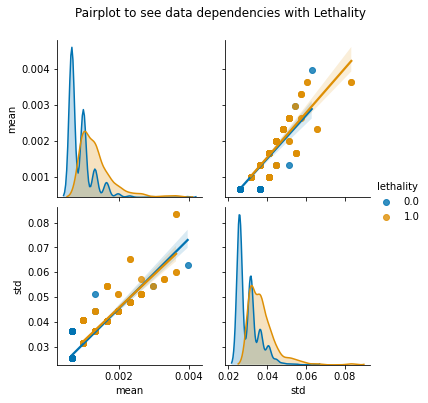 Pairplot to see data dependencies with Lethality
0.004
0.003
0.002
0.001
mean
lethality
0.0
1.0
0.08
0.07
0.06
0.05
0.04
0.03
std
0.002 0.004
mean
0.02 0.04 0.06 0.08
std